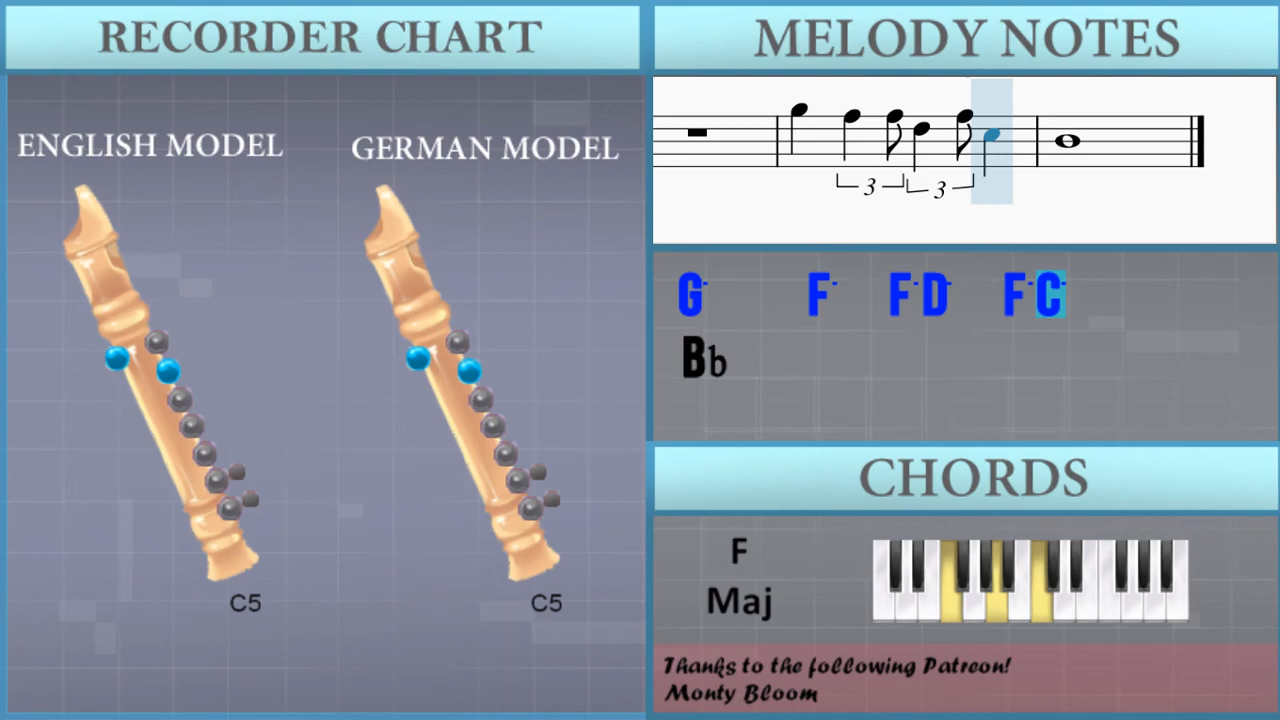 RECORDER CHART
ENGLISH MODEL
GERMAN MODEL
C5
C5
MELODY NOTES
3
3
G
F
F
D
F
C
Bb
CHORDS
F
Maj
Thanks to the following Patreon!
Monty Bloom